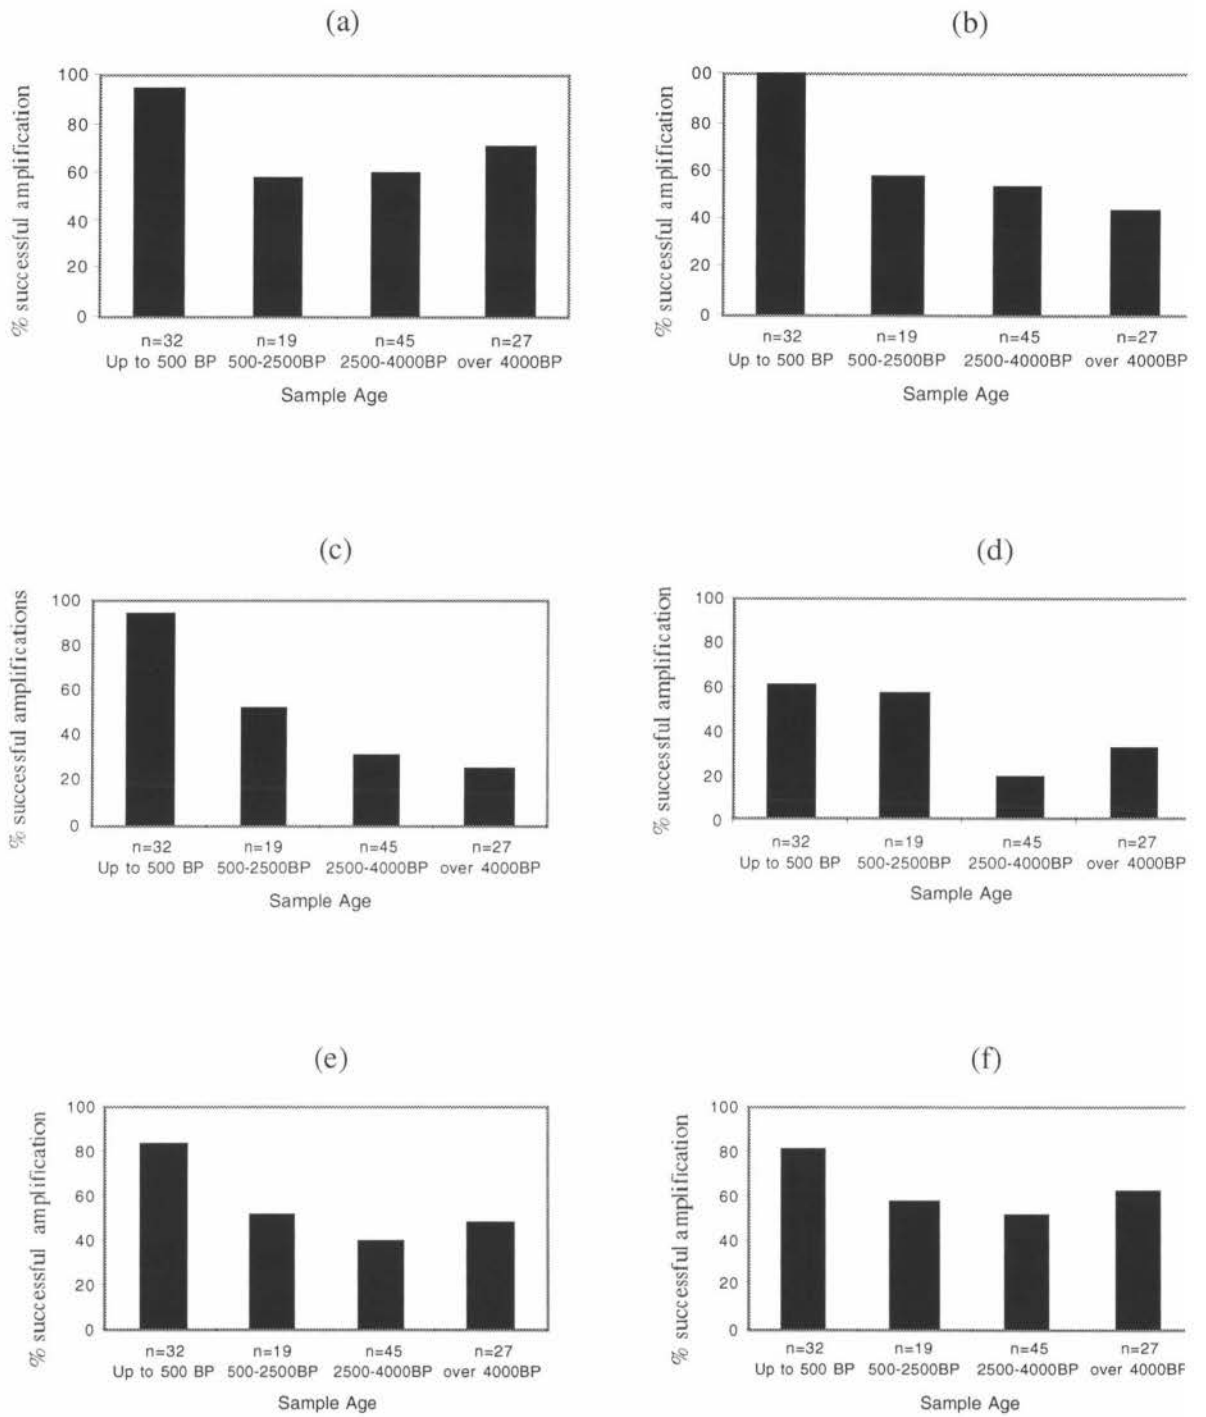 (a)
% successful amplification
100
80
60
40
20
0
n=32 n=19 n=45 n=27
Up to 500 BP 500-2500BP 2500-4000BP over 4000BP
Sample Age
(b)
% successful amplification
00
80
60
40
20
0
n=32 n=19 n=45 n=27
Up to 500 BP 500-2500BP 2500-4000BP over 4000BP
Sample Age
(c)
% successful amplifications
100
80
60
40
20
0
n=32 n=19 n=45 n=27
Up to 500 BP 500-2500BP 2500-4000BP over 4000BP
Sample Age
(d)
% successful amplification
100
80
60
40
20
0
n=32 n=19 n=45 n=27
Up to 500 BP 500-2500BP 2500-4000BP over 4000BP
Sample Age
(e)
% successful amplification
100
80
60
40
20
0
n=32 n=19 n=45 n=27
Up to 500 BP 500-2500BP 2500-4000BP over 4000BP
Sample Age
(f)
% successful amplification
100
80
60
40
20
0
n=32 n=19 n=45 n=27
Up to 500 BP 500-2500BP 2500-4000BP over 4000BP
Sample Age